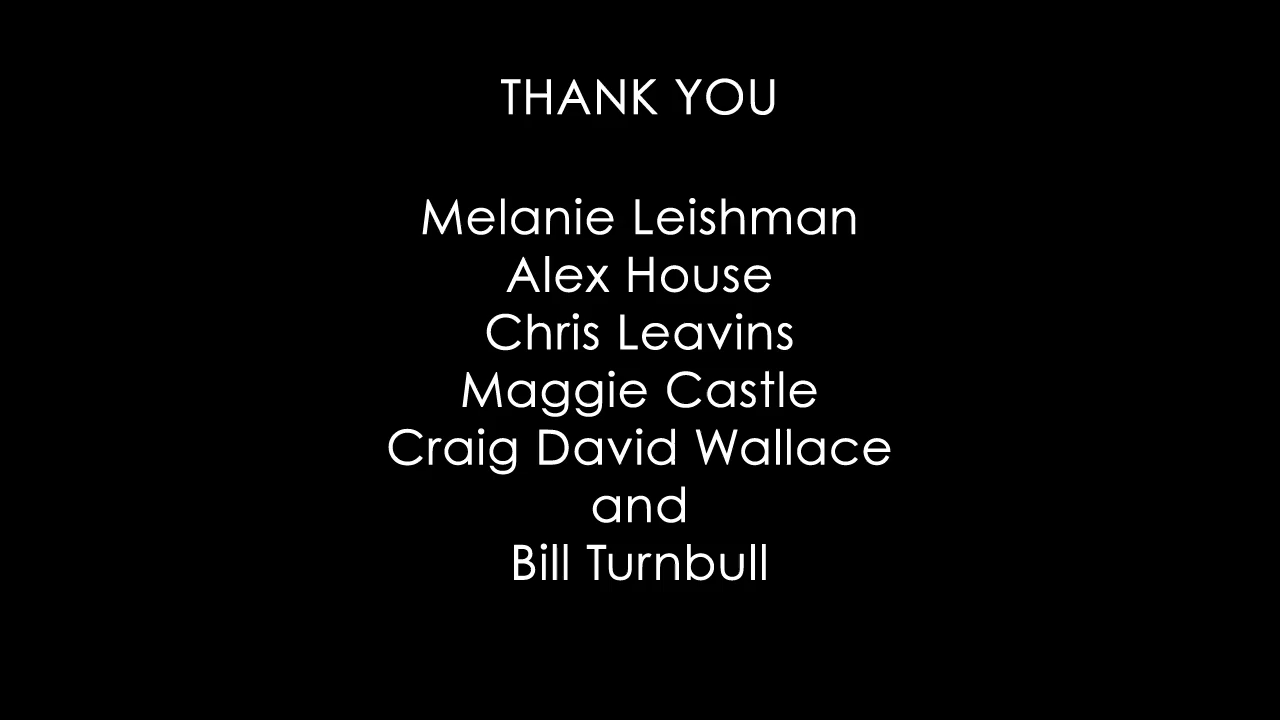 THANK YOU
Melanie Leishman
Alex House
Chris Leavins
Maggie Castle
Craig David Wallace
and
Bill Turnbull